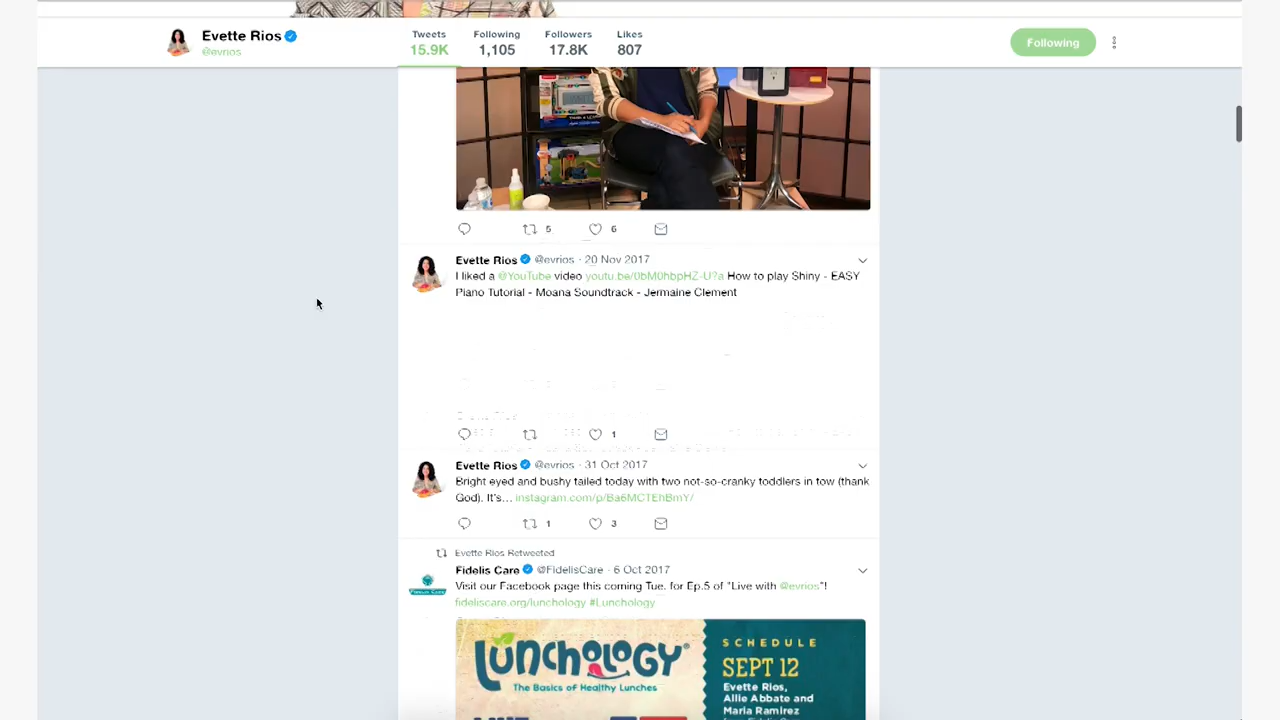 Evette Rios
@evrios
Tweets Following Followers Likes
15.9K 1,105 17.8K 807
Following
5 6
Evette Rios @evrios · 20 Nov 2017
I liked a @YouTube video youtu.be/0bM0hbpHZ-U?a How to play Shiny - EASY
Piano Tutorial - Moana Soundtrack - Jermaine Clement
1
Evette Rios @evrios · 31 Oct 2017
Bright eyed and bushy tailed today with two not-so-cranky toddlers in tow (thank
God). It's... instagram.com/p/Ba6MCTEhBmY/
1 3
Evette Rios Retweeted
Fidelis Care @FidelisCare · 6 Oct 2017
Visit our Facebook page this coming Tue. for Ep.5 of "Live with @evrios"!
fideliscare.org/lunchology #Lunchology
LUNCHOLOGY®
The Basics of Healthy Lunches
SCHEDULE
SEPT 12
Evette Rios,
Allie Abbate and
Maria Ramirez